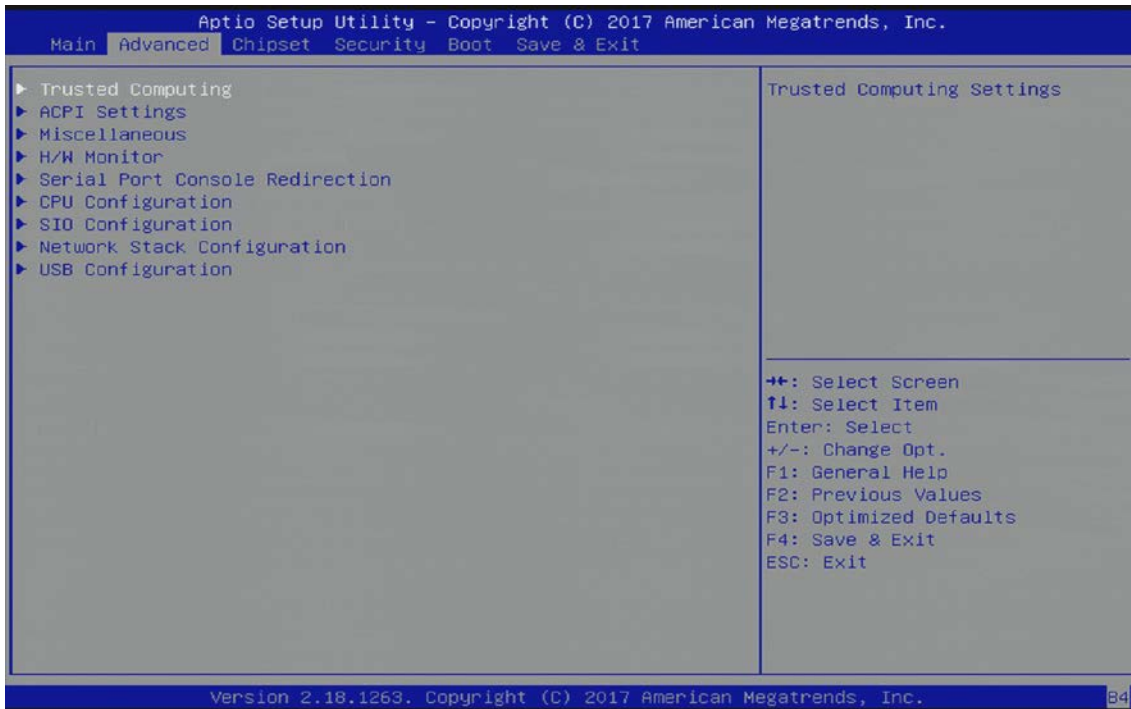 Aptio Setup Utility – Copyright (C) 2017 American Megatrends, Inc.
Main Advanced Chipset Security Boot Save & Exit
▶ Trusted Computing
▶ ACPI Settings
▶ Miscellaneous
▶ H/W Monitor
▶ Serial Port Console Redirection
▶ CPU Configuration
▶ SIO Configuration
▶ Network Stack Configuration
▶ USB Configuration
Trusted Computing Settings
→←: Select Screen
↑↓: Select Item
Enter: Select
+/-: Change Opt.
F1: General Help
F2: Previous Values
F3: Optimized Defaults
F4: Save & Exit
ESC: Exit
Version 2.18.1263. Copyright (C) 2017 American Megatrends, Inc.
B4